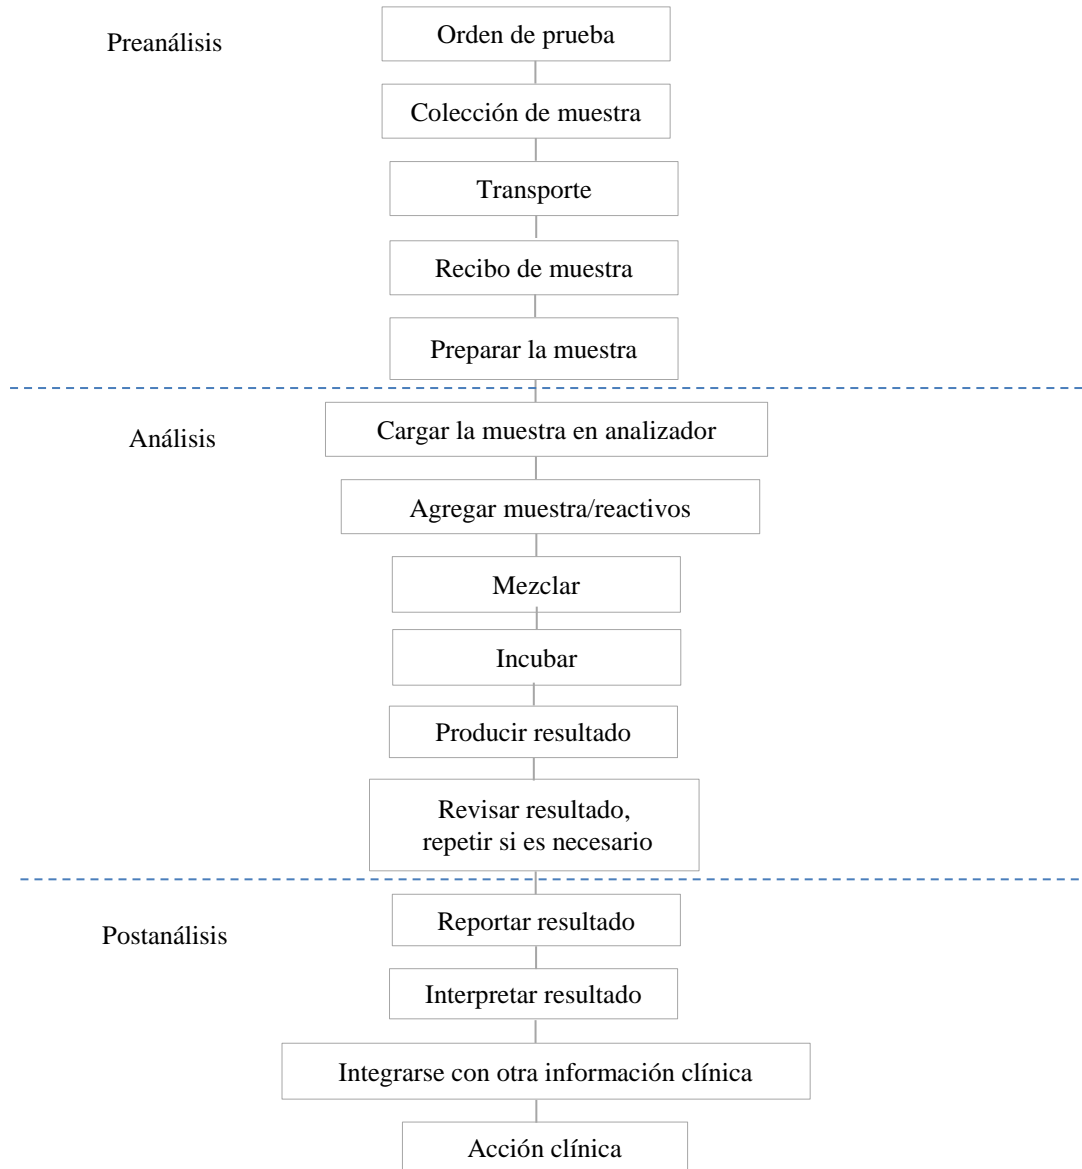 Preanálisis
Orden de prueba
Colección de muestra
Transporte
Recibo de muestra
Preparar la muestra
Análisis
Cargar la muestra en analizador
Agregar muestra/reactivos
Mezclar
Incubar
Producir resultado
Revisar resultado,
repetir si es necesario
Postanálisis
Reportar resultado
Interpretar resultado
Integrarse con otra información clínica
Acción clínica